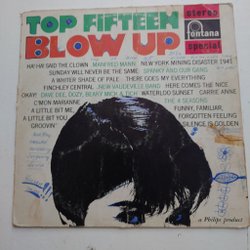 TOP FIFTEEN
BLOW UP
stereo
fontana
special
HA! HA! SAID THE CLOWN MANFRED MANN NEW YORK MINING DISASTER 1941
A WHITER SHADE OF PALE THERE GOES MY EVERYTHING
SUNDAY WILL NEVER BE THE SAME SPANKY AND OUR GANG
FINCHLEY CENTRAL NEW VAUDEVILLE BAND HERE COMES THE NICE
OKAY! DAVE DEE, DOZY, BEAKY, MICK & TICH WATERLOO SUNSET CARRIE ANNE
C'MON MARIANNE THE 4 SEASONS
A LITTLE BIT ME, FUNNY, FAMILIAR,
A LITTLE BIT YOU FORGOTTEN FEELING
GROOVIN' SILENCE IS GOLDEN
a Philips product